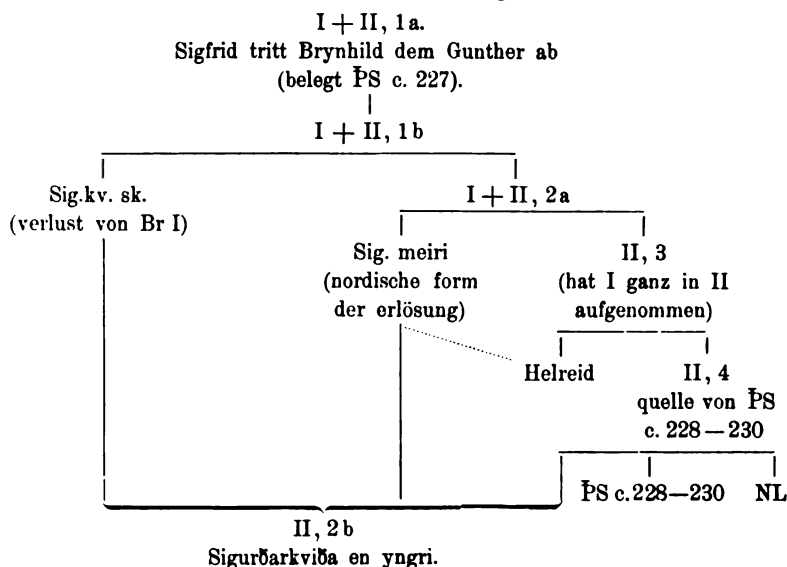 I + II, 1a.
Sigfrid tritt Brynhild dem Gunther ab
(belegt ÞS c. 227).
I + II, 1b
Sig.kv. sk.
(verlust von Br I)
I + II, 2a
Sig. meiri
(nordische form
der erlösung)
II, 3
(hat I ganz in II
aufgenommen)
Helreid
II, 4
quelle von ÞS
c. 228—230
ÞS c. 228—230
NL
II, 2b
Sigurðarkviða en yngri.